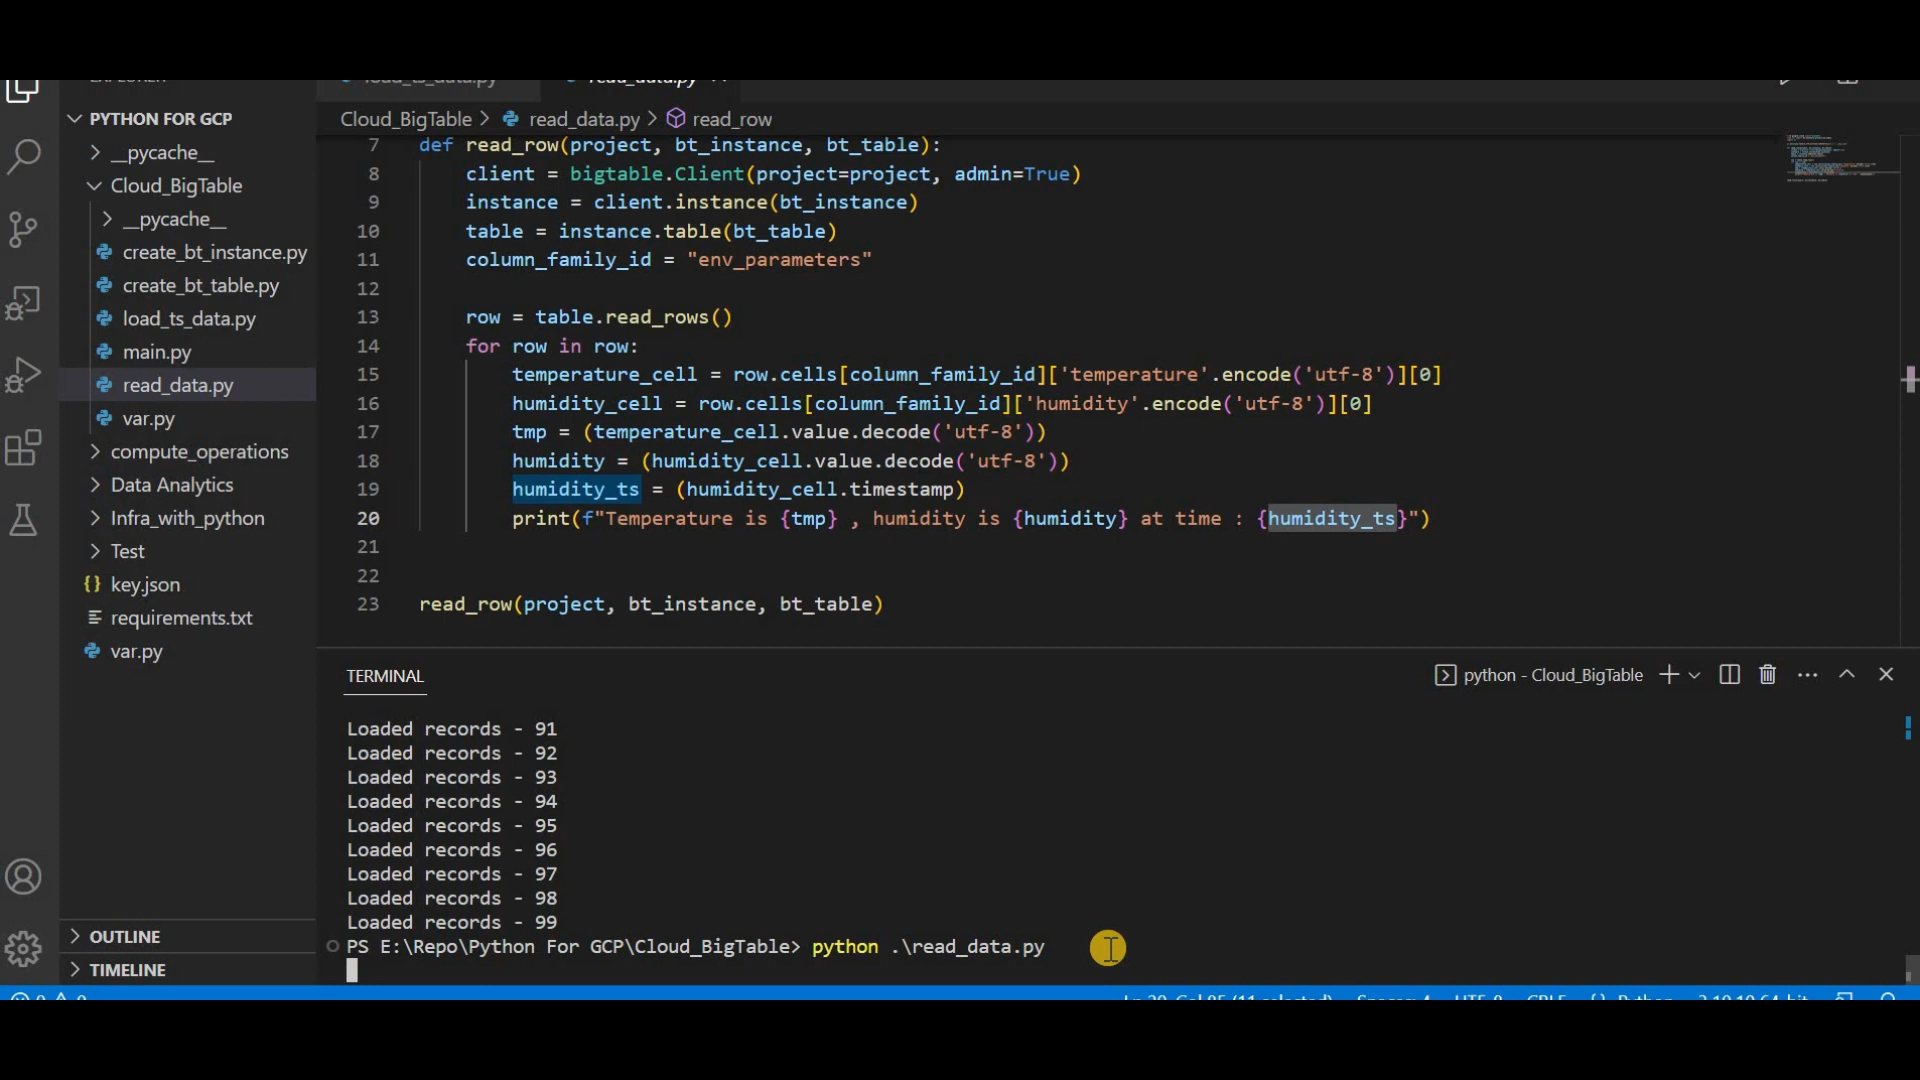 PYTHON FOR GCP
__pycache__
Cloud_BigTable
__pycache__
create_bt_instance.py
create_bt_table.py
load_ts_data.py
main.py
read_data.py
var.py
compute_operations
Data Analytics
Infra_with_python
Test
key.json
requirements.txt
var.py
OUTLINE
TIMELINE
load_ts_data.py
read_data.py
Cloud_BigTable > read_data.py > read_row
7 def read_row(project, bt_instance, bt_table):
8 client = bigtable.Client(project=project, admin=True)
9 instance = client.instance(bt_instance)
10 table = instance.table(bt_table)
11 column_family_id = "env_parameters"
12
13 row = table.read_rows()
14 for row in row:
15 temperature_cell = row.cells[column_family_id]['temperature'.encode('utf-8')][0]
16 humidity_cell = row.cells[column_family_id]['humidity'.encode('utf-8')][0]
17 tmp = (temperature_cell.value.decode('utf-8'))
18 humidity = (humidity_cell.value.decode('utf-8'))
19 humidity_ts = (humidity_cell.timestamp)
20 print(f"Temperature is {tmp} , humidity is {humidity} at time : {humidity_ts}")
21
22
23 read_row(project, bt_instance, bt_table)
TERMINAL
python - Cloud_BigTable
Loaded records - 91
Loaded records - 92
Loaded records - 93
Loaded records - 94
Loaded records - 95
Loaded records - 96
Loaded records - 97
Loaded records - 98
Loaded records - 99
PS E:\Repo\Python For GCP\Cloud_BigTable> python .\read_data.py